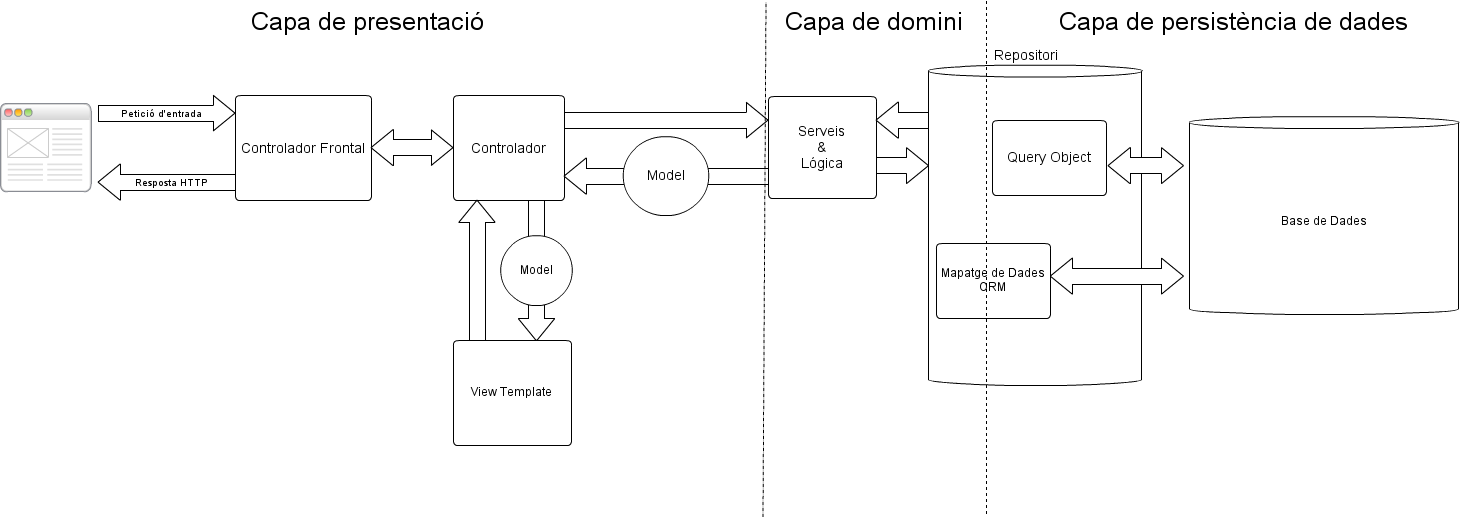 Capa de presentació
Capa de domini
Capa de persistència de dades
Repositori
Petició d'entrada
Controlador Frontal
Controlador
Serveis
&
Lógica
Query Object
Model
Resposta HTTP
Base de Dades
Model
Mapatge de Dades
ORM
View Template